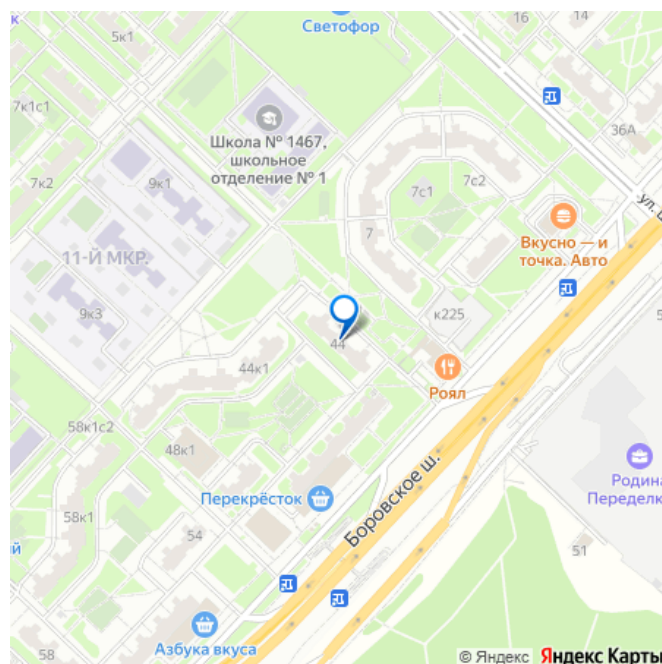 16
14
Светофор
5к1
7к1с1
36А
Школа № 1467,
школьное
отделение № 1
7к2
9к1
7с1
7с2
7
Вкусно — и
точка. Авто
11-Й МКР.
9к3
к225
44
44к1
Роял
58к1с2
48к1
Боровское ш.
Перекрёсток
58к1
54
51
58
Азбука вкуса
© Яндекс Яндекс Карты